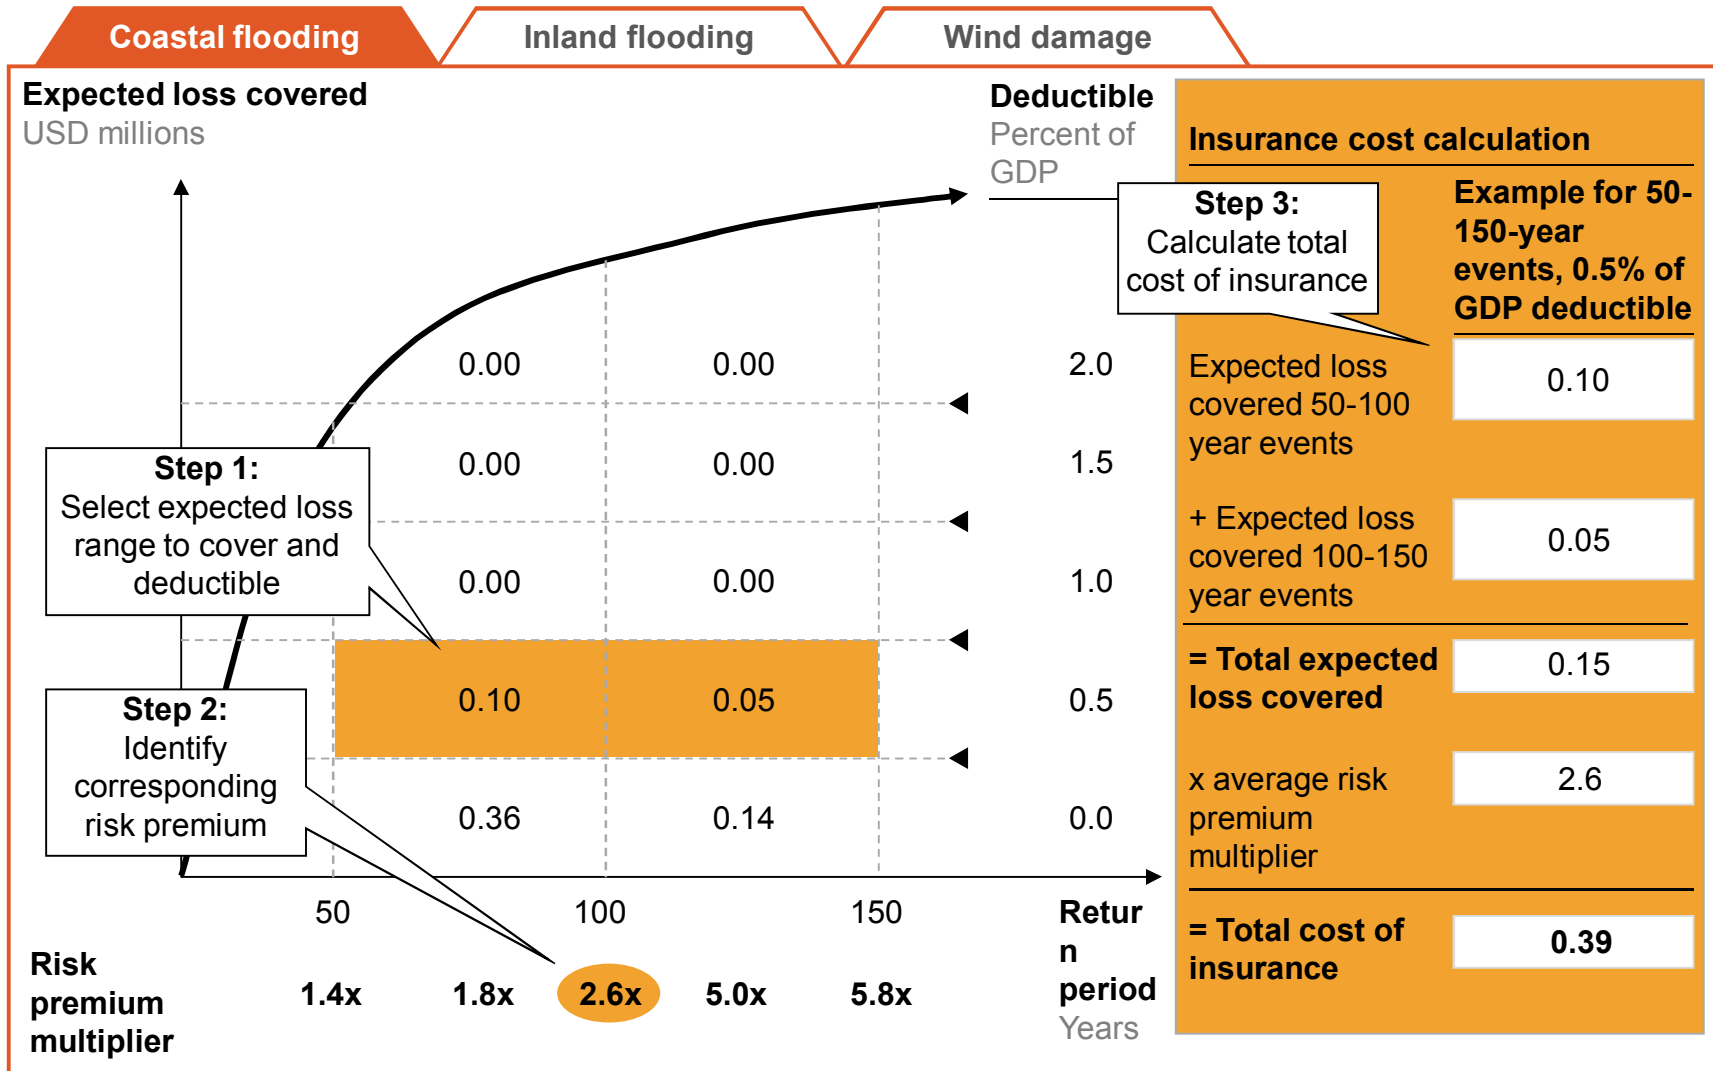 Coastal flooding
Inland flooding
Wind damage
Expected loss covered
USD millions
Deductible
Percent of
GDP
Insurance cost calculation
Step 3:
Calculate total
cost of insurance
Example for 50-
150-year
events, 0.5% of
GDP deductible
0.00 0.00 2.0
0.00 0.00 1.5
0.00 0.00 1.0
0.10 0.05 0.5
0.36 0.14 0.0
Step 1:
Select expected loss
range to cover and
deductible
Step 2:
Identify
corresponding
risk premium
50 100 150
Retur
n
period
Years
Risk
premium
multiplier
1.4x 1.8x 2.6x 5.0x 5.8x
Expected loss
covered 50-100
year events
0.10
+ Expected loss
covered 100-150
year events
0.05
= Total expected
loss covered
0.15
x average risk
premium
multiplier
2.6
= Total cost of
insurance
0.39